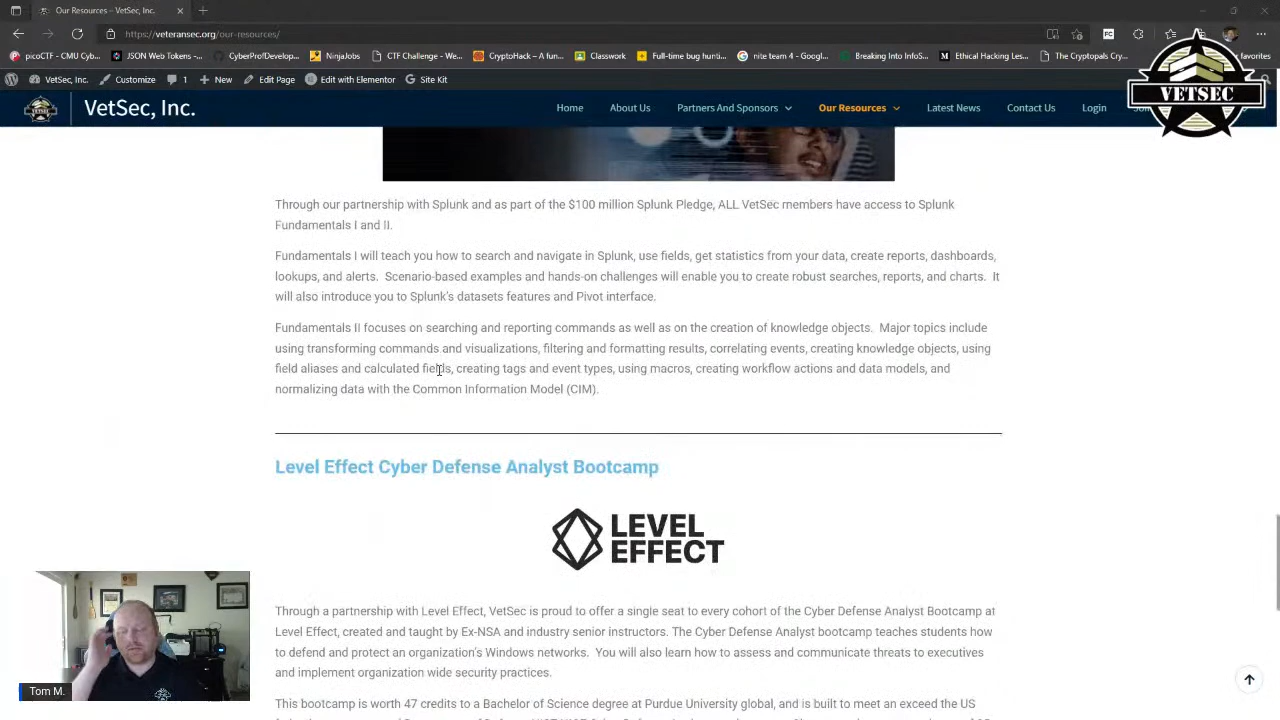 Our Resources – VetSec, Inc.
https://veteransec.org/our-resources/
picoCTF - CMU Cyb...
JSON Web Tokens -...
CyberProfDevelop...
NinjaJobs
CTF Challenge - We...
CryptoHack – A fun...
Classwork
Full-time bug hunti...
nite team 4 - Googl...
Breaking Into InfoS...
Ethical Hacking Les...
The Cryptopals Cry...
favorites
VetSec, Inc.
Customize
1
New
Edit Page
Edit with Elementor
Site Kit
VETSEC
VetSec, Inc.
Home
About Us
Partners And Sponsors
Our Resources
Latest News
Contact Us
Login
Through our partnership with Splunk and as part of the $100 million Splunk Pledge, ALL VetSec members have access to Splunk
Fundamentals I and II.
Fundamentals I will teach you how to search and navigate in Splunk, use fields, get statistics from your data, create reports, dashboards,
lookups, and alerts. Scenario-based examples and hands-on challenges will enable you to create robust searches, reports, and charts. It
will also introduce you to Splunk's datasets features and Pivot interface.
Fundamentals II focuses on searching and reporting commands as well as on the creation of knowledge objects. Major topics include
using transforming commands and visualizations, filtering and formatting results, correlating events, creating knowledge objects, using
field aliases and calculated fields, creating tags and event types, using macros, creating workflow actions and data models, and
normalizing data with the Common Information Model (CIM).
Level Effect Cyber Defense Analyst Bootcamp
LEVEL
EFFECT
Through a partnership with Level Effect, VetSec is proud to offer a single seat to every cohort of the Cyber Defense Analyst Bootcamp at
Level Effect, created and taught by Ex-NSA and industry senior instructors. The Cyber Defense Analyst bootcamp teaches students how
to defend and protect an organization's Windows networks. You will also learn how to assess and communicate threats to executives
and implement organization wide security practices.
This bootcamp is worth 47 credits to a Bachelor of Science degree at Purdue University global, and is built to meet an exceed the US
Tom M.